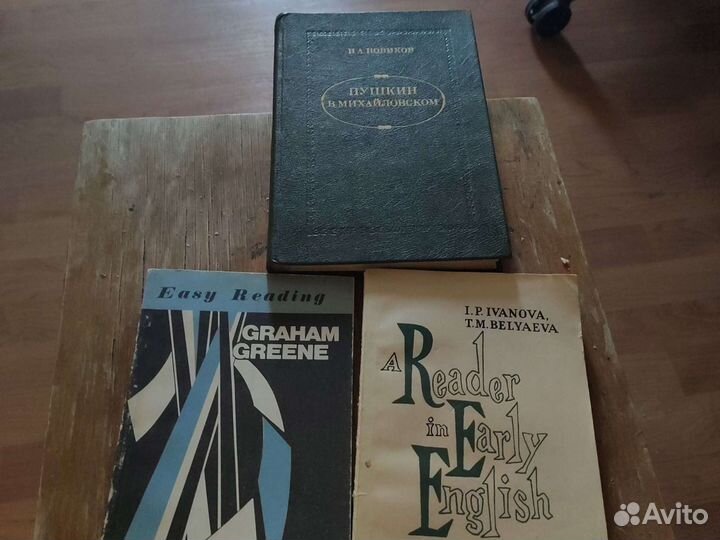 И А НОВИКОВ
ПУШКИН
В МИХАЙЛОВСКОМ
Easy Reading
GRAHAM
GREENE
I. P. IVANOVA,
T. M. BELYAEVA
A Reader
in Early
English
Avito